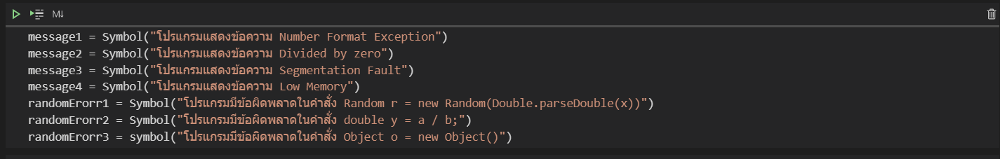 M↓
message1 = Symbol("โปรแกรมแสดงข้อความ Number Format Exception")
message2 = Symbol("โปรแกรมแสดงข้อความ Divided by zero")
message3 = Symbol("โปรแกรมแสดงข้อความ Segmentation Fault")
message4 = Symbol("โปรแกรมแสดงข้อความ Low Memory")
randomErorr1 = Symbol("โปรแกรมมีข้อผิดพลาดในคำสั่ง Random r = new Random(Double.parseDouble(x))")
randomErorr2 = Symbol("โปรแกรมมีข้อผิดพลาดในคำสั่ง double y = a / b;")
randomErorr3 = symbol("โปรแกรมมีข้อผิดพลาดในคำสั่ง Object o = new Object()")